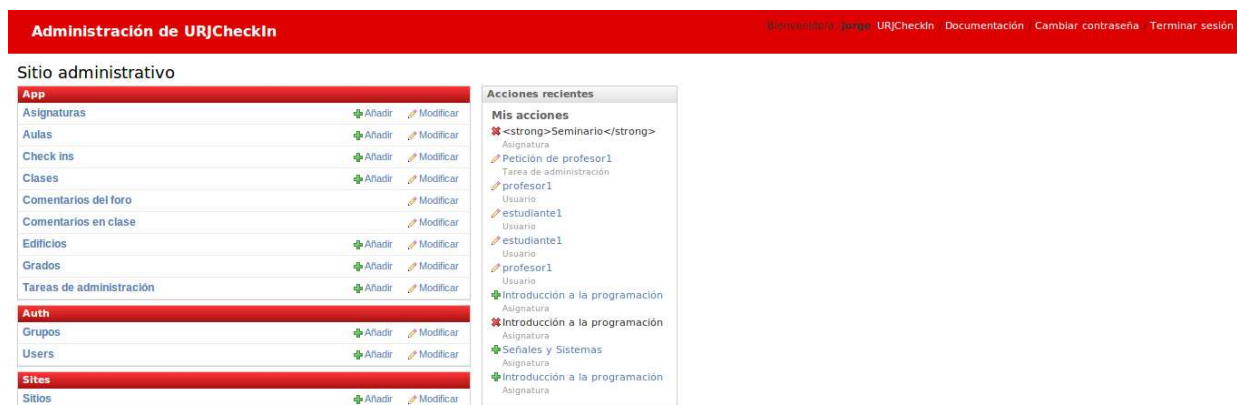 Administración de URJCheckIn
Bienvenido/a Jorge URJCheckIn / Documentación / Cambiar contraseña / Terminar sesión
Sitio administrativo
App
Asignaturas Añadir Modificar
Aulas Añadir Modificar
Check ins Añadir Modificar
Clases Añadir Modificar
Comentarios del foro Modificar
Comentarios en clase Modificar
Edificios Añadir Modificar
Grados Añadir Modificar
Tareas de administración Añadir Modificar
Auth
Grupos Añadir Modificar
Users Añadir Modificar
Sites
Sitios Añadir Modificar
Acciones recientes
Mis acciones
<strong>Seminario</strong>
Asignatura
Petición de profesor1
Tarea de administración
profesor1
Usuario
estudiante1
Usuario
estudiante1
Usuario
profesor1
Usuario
Introducción a la programación
Asignatura
Introducción a la programación
Asignatura
Señales y Sistemas
Asignatura
Introducción a la programación
Asignatura